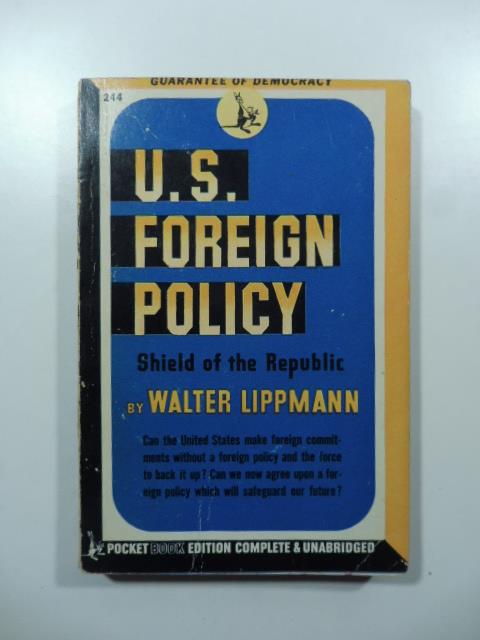 GUARANTEE OF DEMOCRACY
244
U.S.
FOREIGN
POLICY
Shield of the Republic
BY WALTER LIPPMANN
Can the United States make foreign commit-
ments without a foreign policy and the force
to back it up? Can we now agree upon a for-
eign policy which will safeguard our future?
POCKET BOOK EDITION COMPLETE & UNABRIDGED